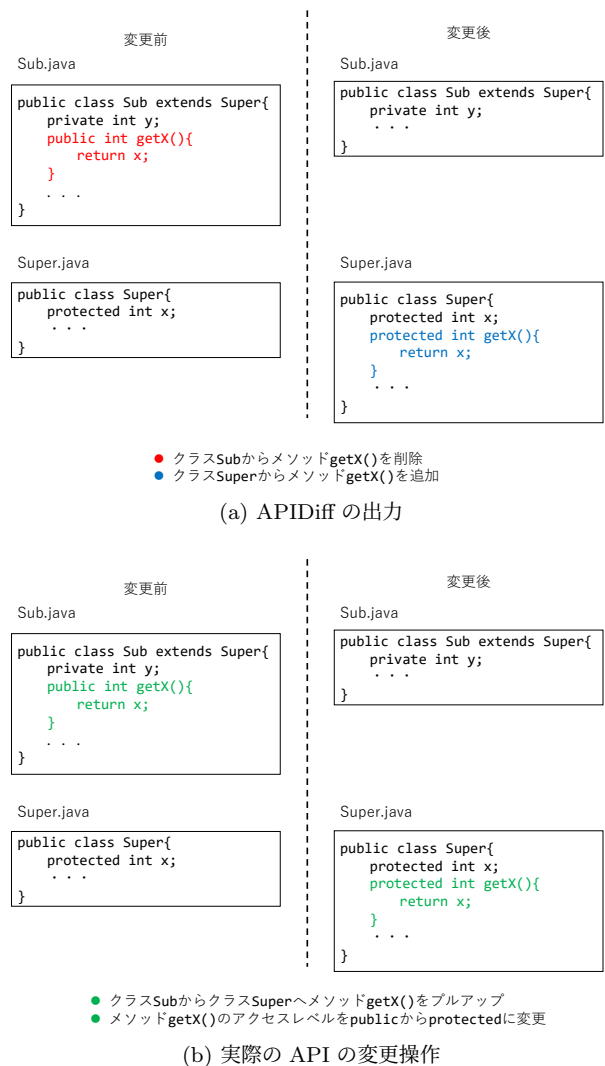 変更前
Sub.java
public class Sub extends Super{
private int y;
public int getX(){
return x;
}
. . .
}
Super.java
public class Super{
protected int x;
・・・
}
変更後
Sub.java
public class Sub extends Super{
private int y;
・・・
}
Super.java
public class Super{
protected int x;
protected int getX(){
return x;
}
・・・
}
● クラスSubからメソッドgetX()を削除
● クラスSuperからメソッドgetX()を追加
(a) APIDiff の出力
変更前
Sub.java
public class Sub extends Super{
private int y;
public int getX(){
return x;
}
. . .
}
Super.java
public class Super{
protected int x;
・・・
}
変更後
Sub.java
public class Sub extends Super{
private int y;
・・・
}
Super.java
public class Super{
protected int x;
protected int getX(){
return x;
}
・・・
}
● クラスSubからクラスSuperへメソッドgetX()をプルアップ
● メソッドgetX()のアクセスレベルをpublicからprotectedに変更
(b) 実際の API の変更操作